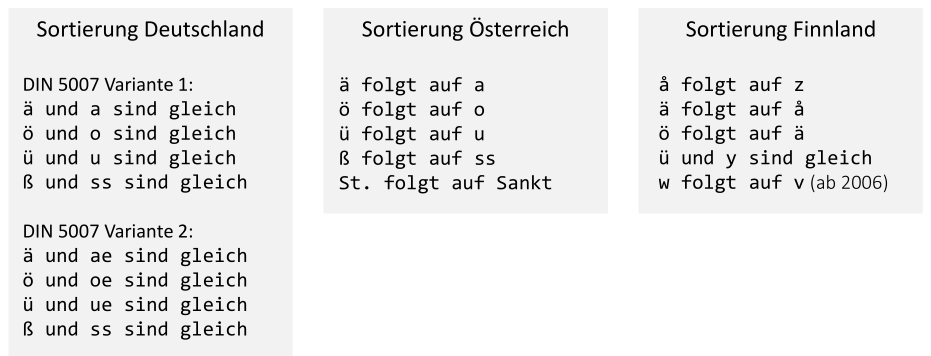 Sortierung Deutschland
DIN 5007 Variante 1:
ä und a sind gleich
ö und o sind gleich
ü und u sind gleich
ß und ss sind gleich
DIN 5007 Variante 2:
ä und ae sind gleich
ö und oe sind gleich
ü und ue sind gleich
ß und ss sind gleich
Sortierung Österreich
ä folgt auf a
ö folgt auf o
ü folgt auf u
ß folgt auf ss
St. folgt auf Sankt
Sortierung Finnland
å folgt auf z
ä folgt auf å
ö folgt auf ä
ü und y sind gleich
w folgt auf v (ab 2006)